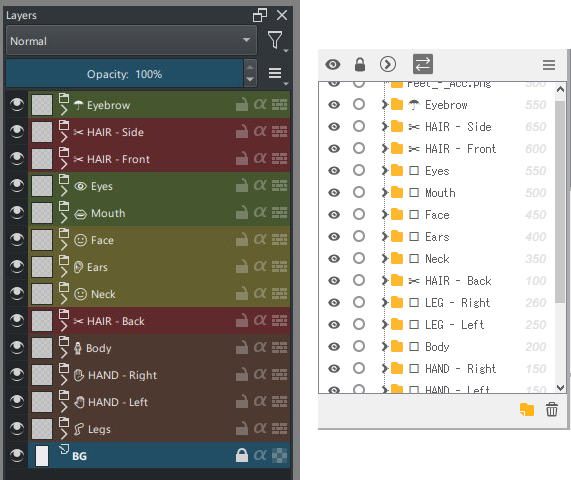 Layers
Normal
Opacity: 100%
Eyebrow
HAIR - Side
HAIR - Front
Eyes
Mouth
Face
Ears
Neck
HAIR - Back
Body
HAND - Right
HAND - Left
Legs
BG
Feet_-_Acc.png 500
Eyebrow 550
HAIR - Side 650
HAIR - Front 600
Eyes 550
Mouth 500
Face 450
Ears 400
Neck 350
HAIR - Back 100
LEG - Right 260
LEG - Left 250
Body 200
HAND - Right 150
HAND - Left 150